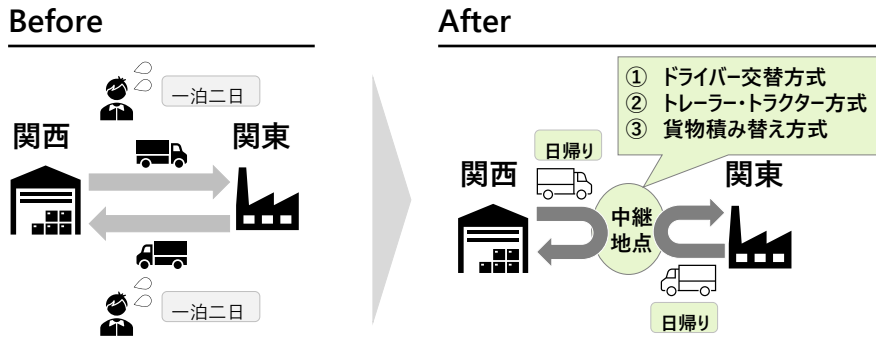 Before
一泊二日
関西
関東
一泊二日
After
① ドライバー交替方式
② トレーラー・トラクター方式
③ 貨物積み替え方式
日帰り
関西
関東
中継
地点
日帰り